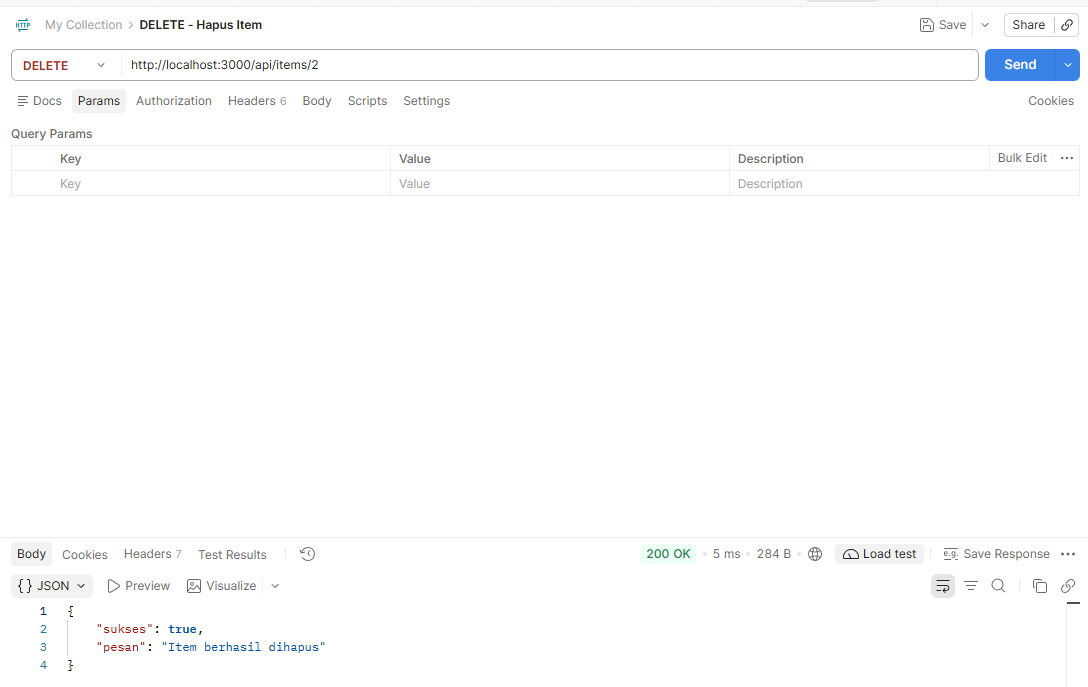 HTTP My Collection > DELETE - Hapus Item Save Share
DELETE http://localhost:3000/api/items/2 Send
Docs Params Authorization Headers 6 Body Scripts Settings Cookies
Query Params
Key Value Description Bulk Edit ...
Key Value Description
Body Cookies Headers 7 Test Results 200 OK • 5 ms • 284 B • Load test e.g. Save Response ...
{} JSON Preview Visualize
1 {
2 "sukses": true,
3 "pesan": "Item berhasil dihapus"
4 }